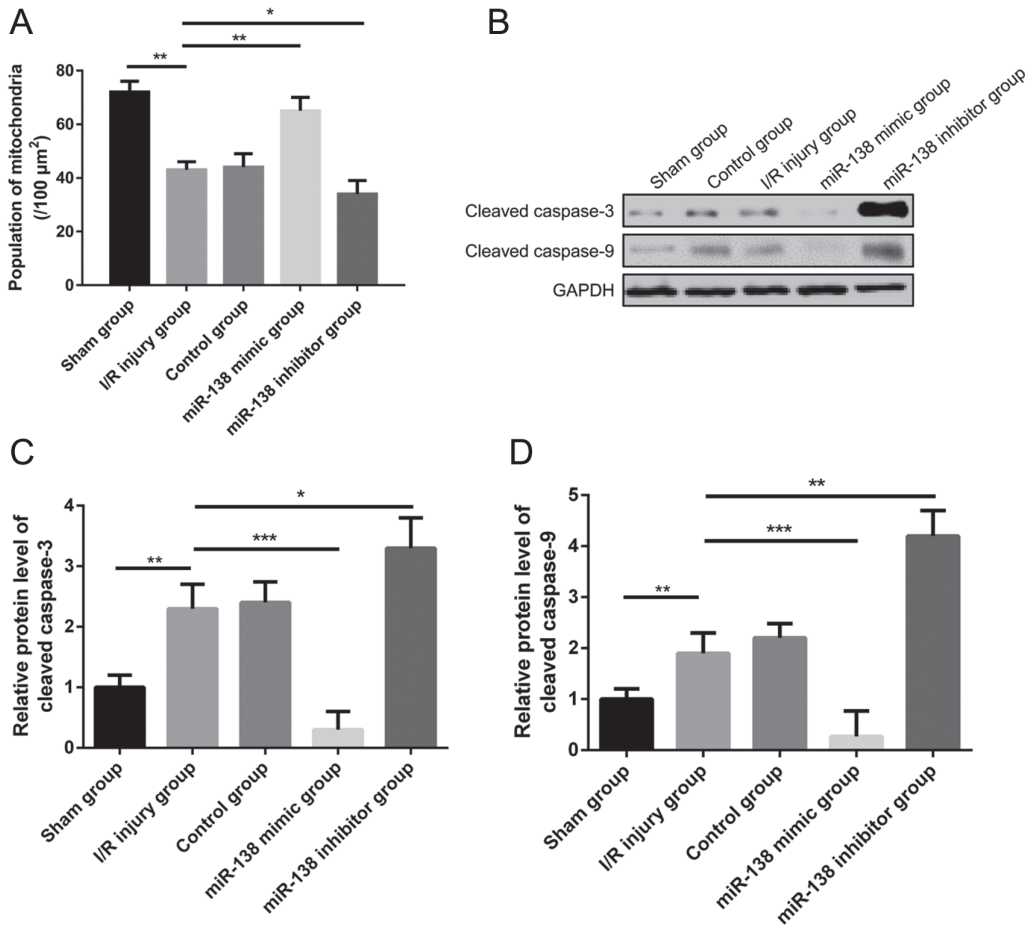 A
Population of mitochondria
(/100 μm²)
80
60
40
20
0
**
**
*
Sham group
I/R injury group
Control group
miR-138 mimic group
miR-138 inhibitor group
B
Sham group
Control group
I/R injury group
miR-138 mimic group
miR-138 inhibitor group
Cleaved caspase-3
Cleaved caspase-9
GAPDH
C
Relative protein level of
cleaved caspase-3
4
3
2
1
0
**
***
*
Sham group
I/R injury group
Control group
miR-138 mimic group
miR-138 inhibitor group
D
Relative protein level of
cleaved caspase-9
5
4
3
2
1
0
**
***
**
Sham group
I/R injury group
Control group
miR-138 mimic group
miR-138 inhibitor group